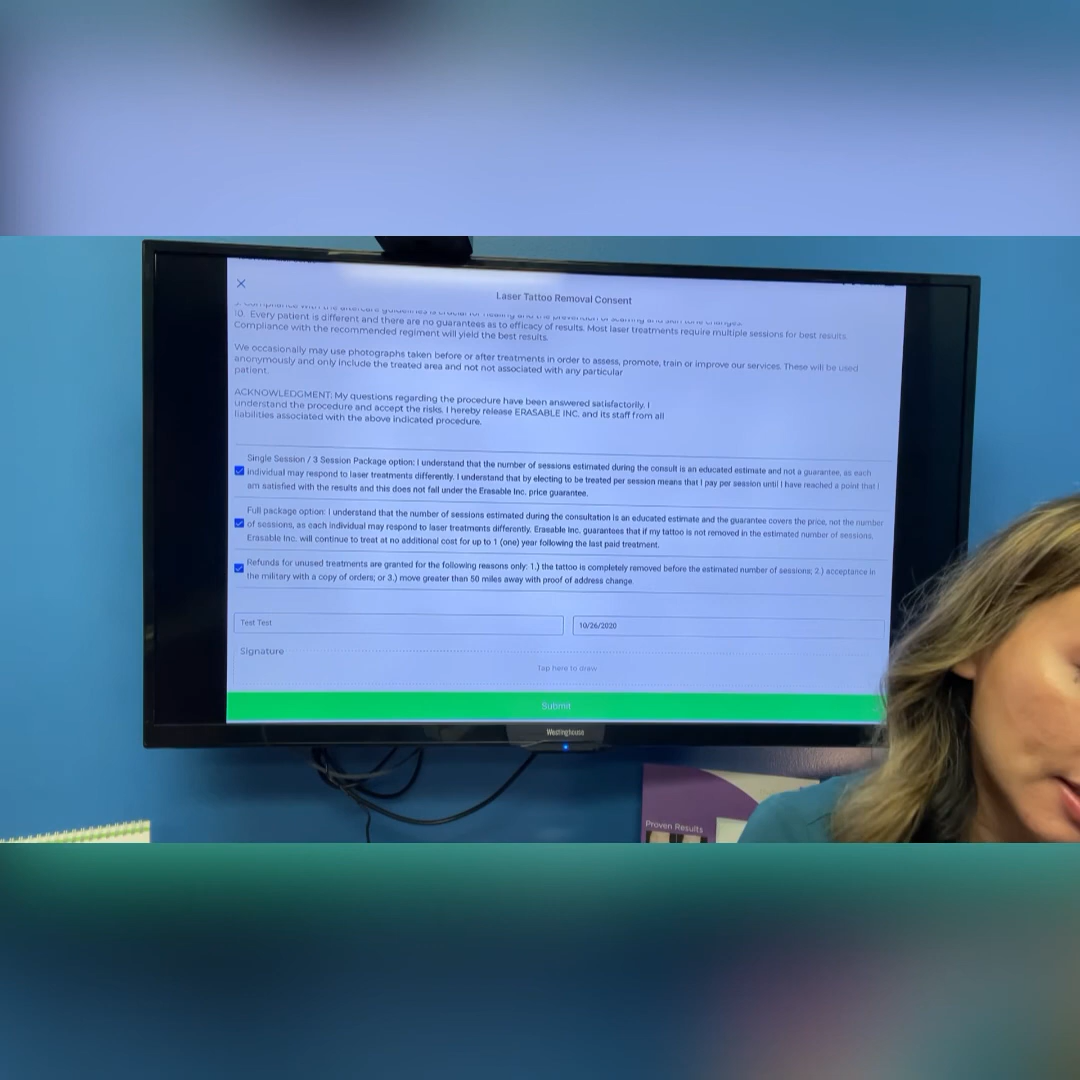 Laser Tattoo Removal Consent
10. Every patient is different and there are no guarantees as to efficacy of results. Most laser treatments require multiple sessions for best results.
Compliance with the recommended regiment will yield the best results.
We occasionally may use photographs taken before or after treatments in order to assess, promote, train or improve our services. These will be used
anonymously and only include the treated area and not not associated with any particular
patient.
ACKNOWLEDGMENT: My questions regarding the procedure have been answered satisfactorily. I
understand the procedure and accept the risks. I hereby release ERASABLE INC. and its staff from all
liabilities associated with the above indicated procedure.
Single Session / 3 Session Package option: I understand that the number of sessions estimated during the consult is an educated estimate and not a guarantee, as each
individual may respond to laser treatments differently. I understand that by electing to be treated per session means that I pay per session until I have reached a point that I
am satisfied with the results and this does not fall under the Erasable Inc. price guarantee.
Full package option: I understand that the number of sessions estimated during the consultation is an educated estimate and the guarantee covers the price, not the number
of sessions, as each individual may respond to laser treatments differently. Erasable Inc. guarantees that if my tattoo is not removed in the estimated number of sessions,
Erasable Inc. will continue to treat at no additional cost for up to 1 (one) year following the last paid treatment.
Refunds for unused treatments are granted for the following reasons only: 1.) the tattoo is completely removed before the estimated number of sessions; 2.) acceptance in
the military with a copy of orders; or 3.) move greater than 50 miles away with proof of address change.
Test Test
10/26/2020
Signature
Tap here to draw
Submit
Westinghouse
Proven Results